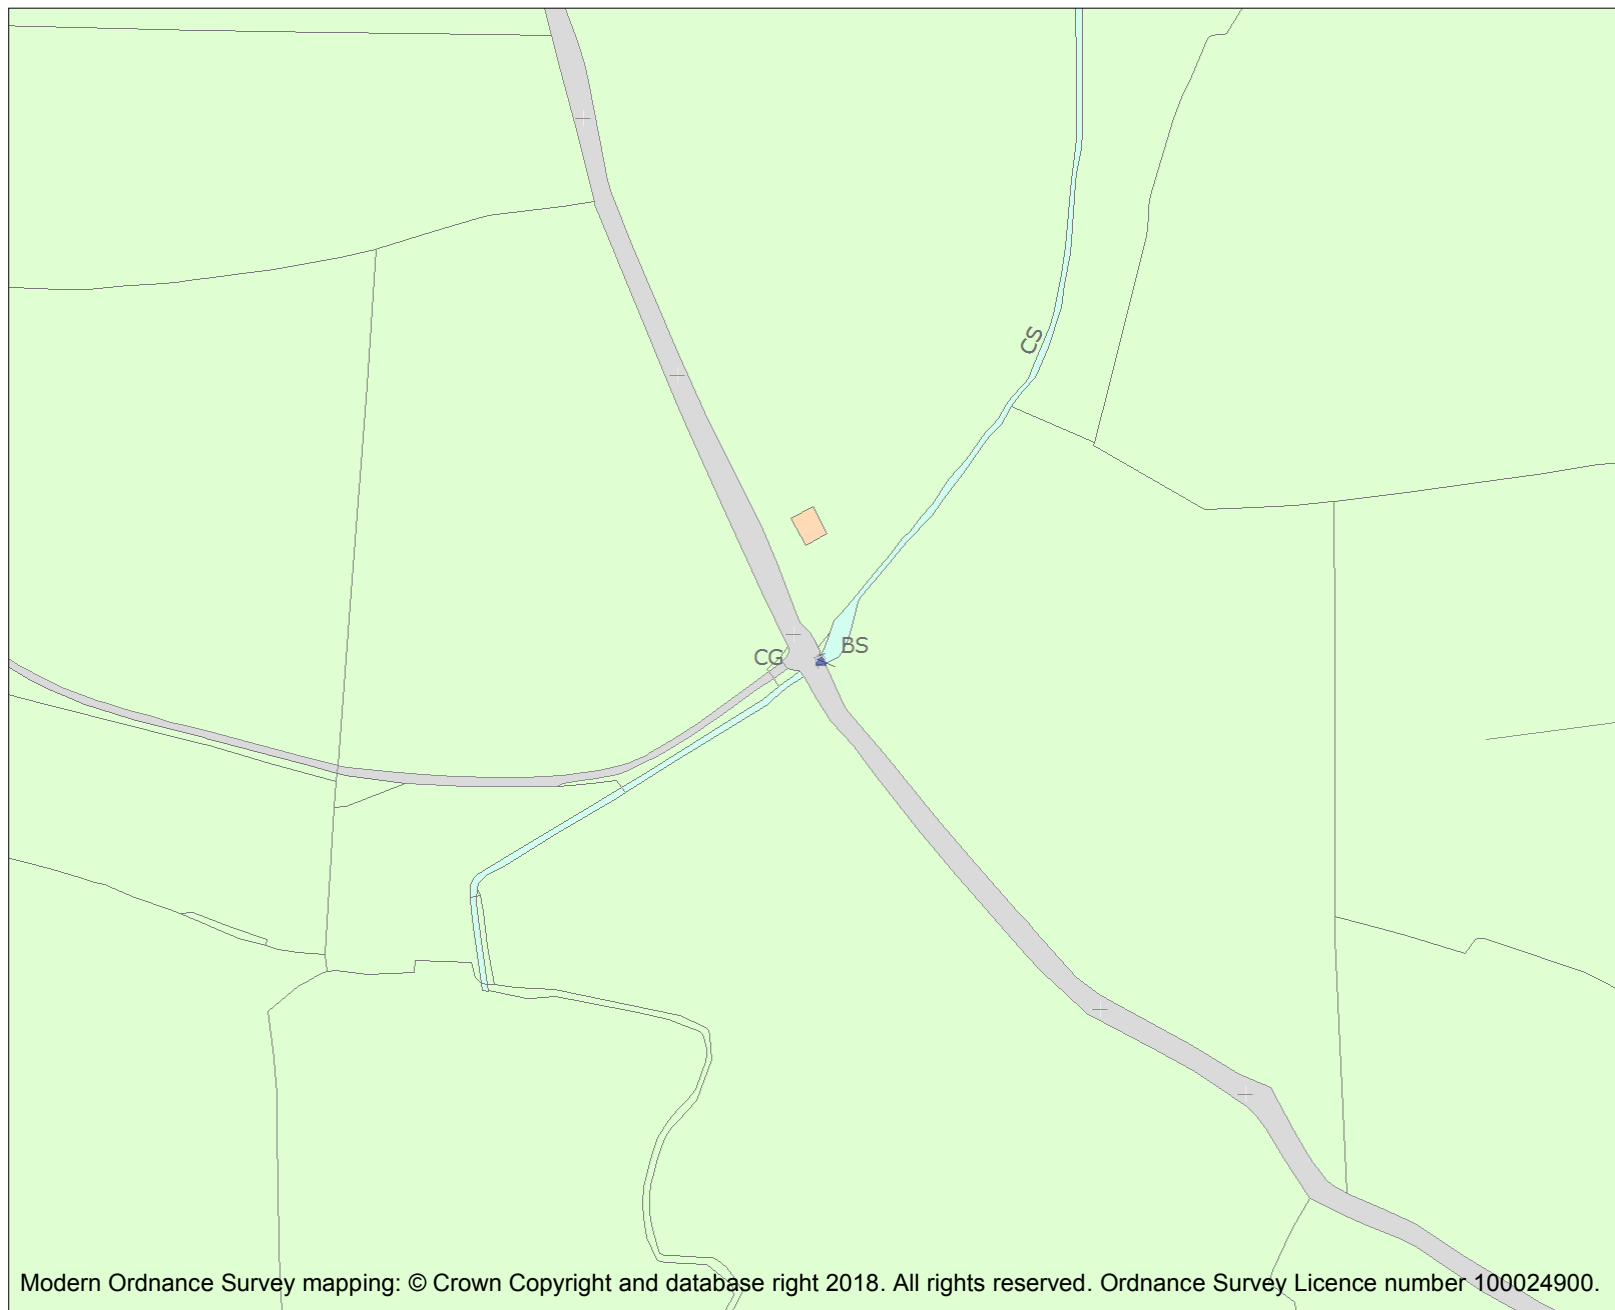 CS
BS
CG
Modern Ordnance Survey mapping: © Crown Copyright and database right 2018. All rights reserved. Ordnance Survey Licence number 100024900.